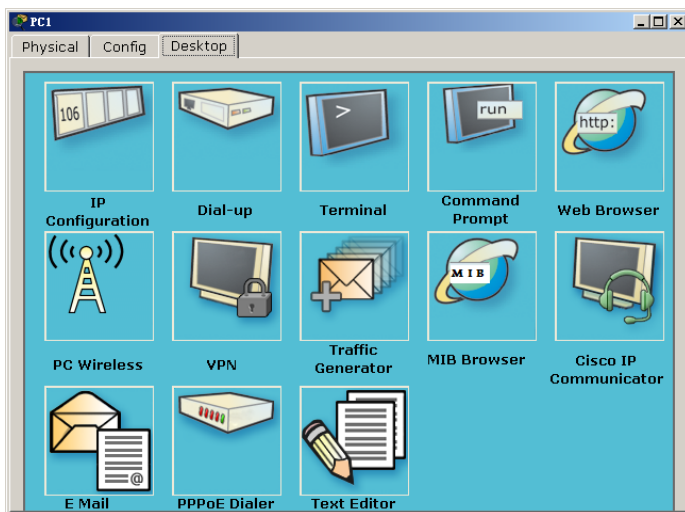 PC1
Physical Config Desktop
106
>
run
http:
IP
Configuration
Dial-up
Terminal
Command
Prompt
Web Browser
MIB
PC Wireless
VPN
Traffic
Generator
MIB Browser
Cisco IP
Communicator
@
E Mail
PPPoE Dialer
Text Editor